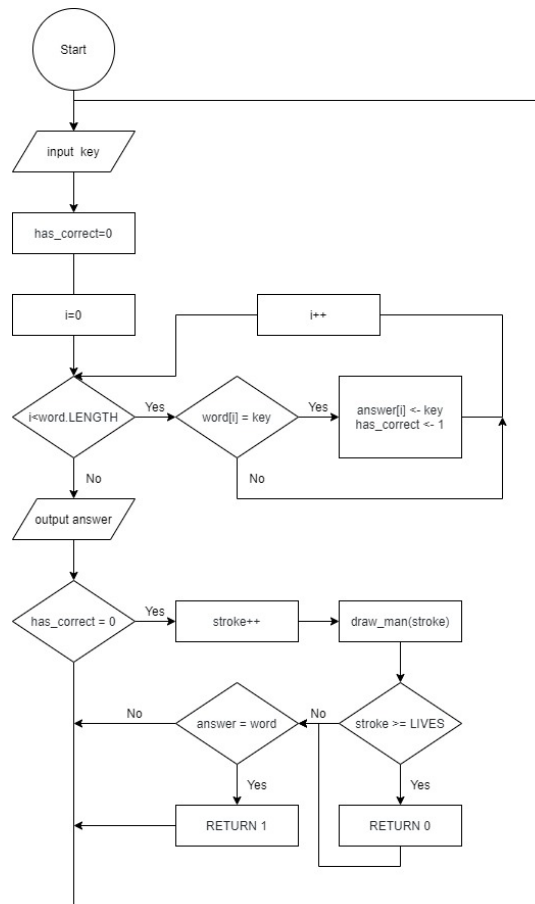 Start
input key
has_correct=0
i=0
i++
i<word.LENGTH
Yes
word[i] = key
Yes
answer[i] <- key
has_correct <- 1
No
No
output answer
has_correct = 0
Yes
stroke++
draw_man(stroke)
No
answer = word
No
stroke >= LIVES
Yes
Yes
RETURN 1
RETURN 0